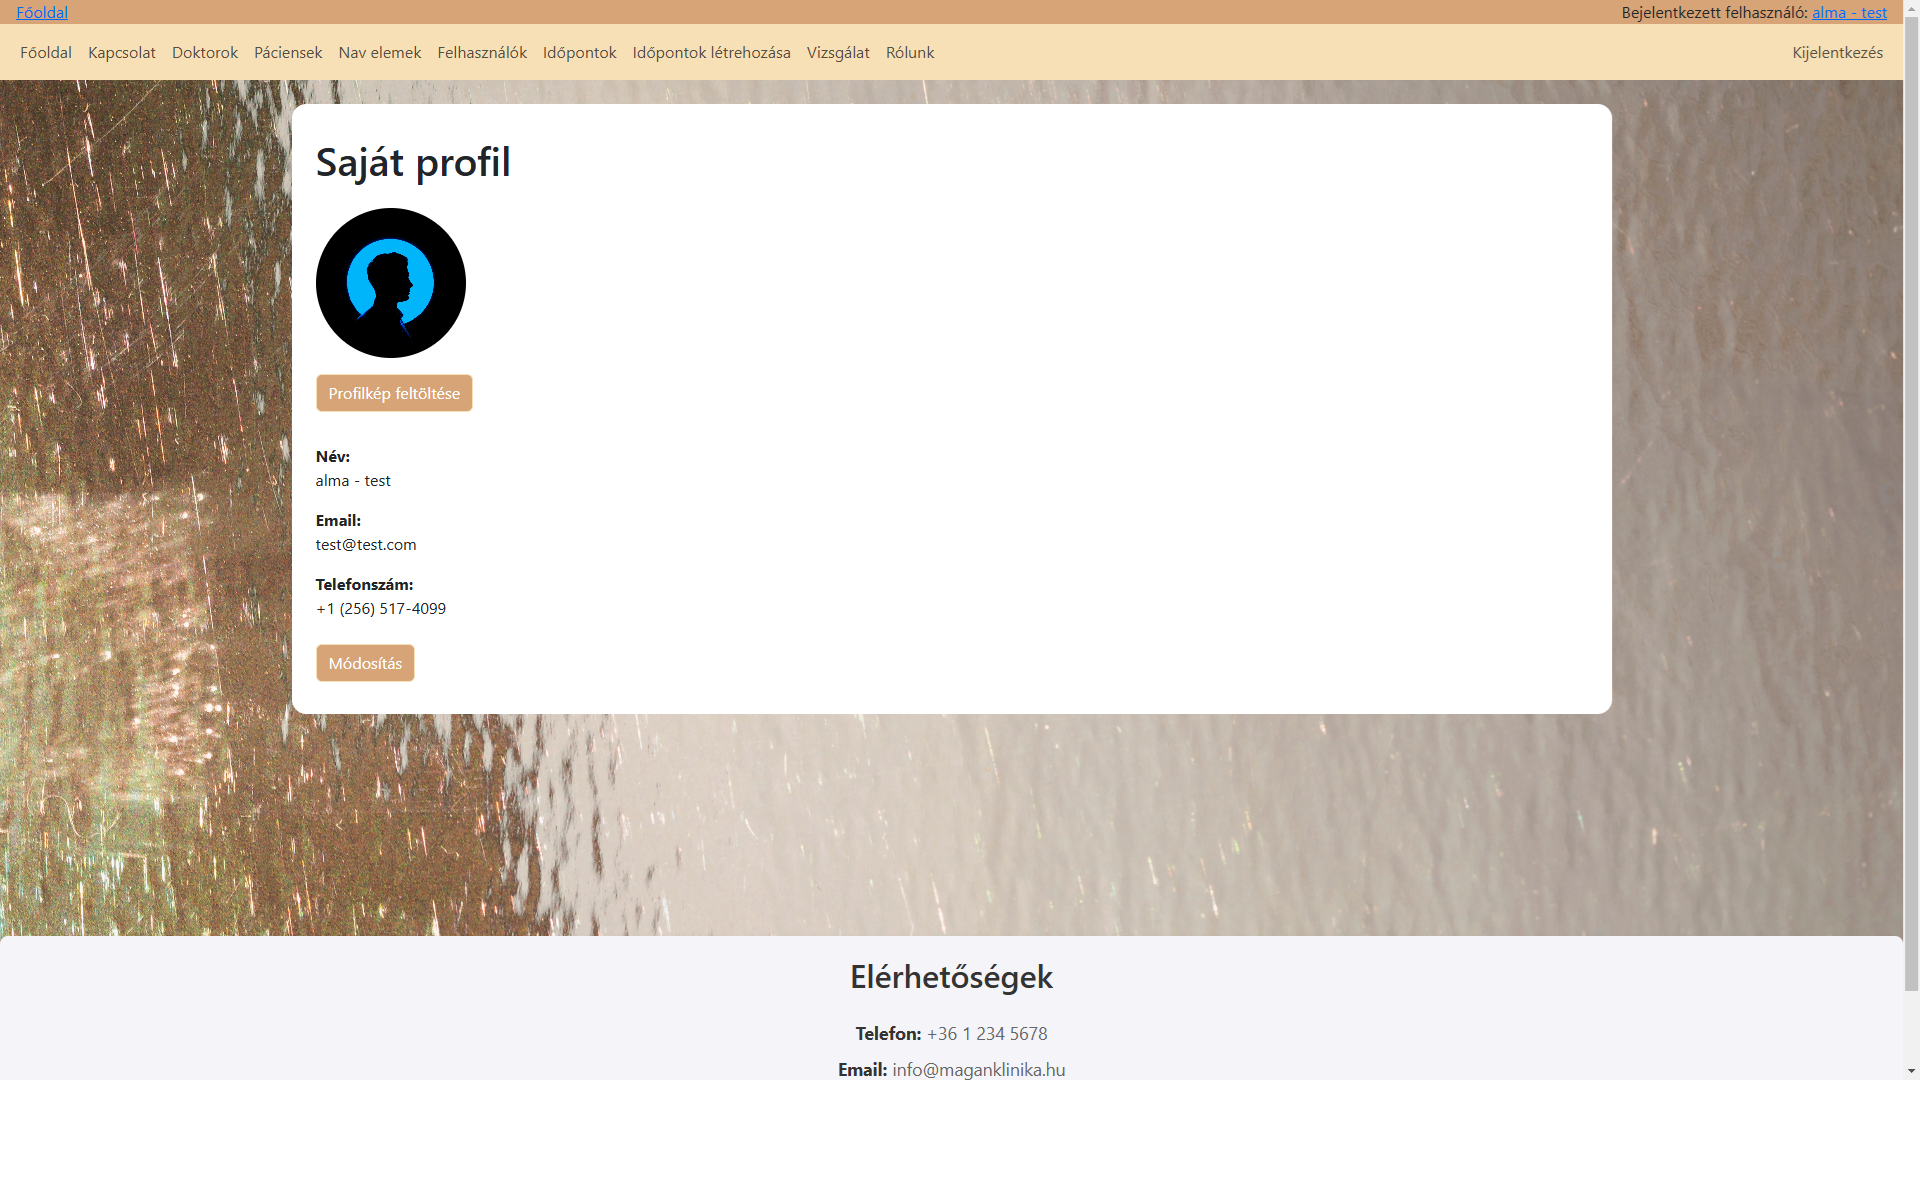 Főoldal Bejelentkezett felhasználó: alma - test
Főoldal Kapcsolat Doktorok Páciensek Nav elemek Felhasználók Időpontok Időpontok létrehozása Vizsgálat Rólunk Kijelentkezés
Saját profil
Profilkép feltöltése
Név:
alma - test
Email:
test@test.com
Telefonszám:
+1 (256) 517-4099
Módosítás
Elérhetőségek
Telefon: +36 1 234 5678
Email: info@maganklinika.hu